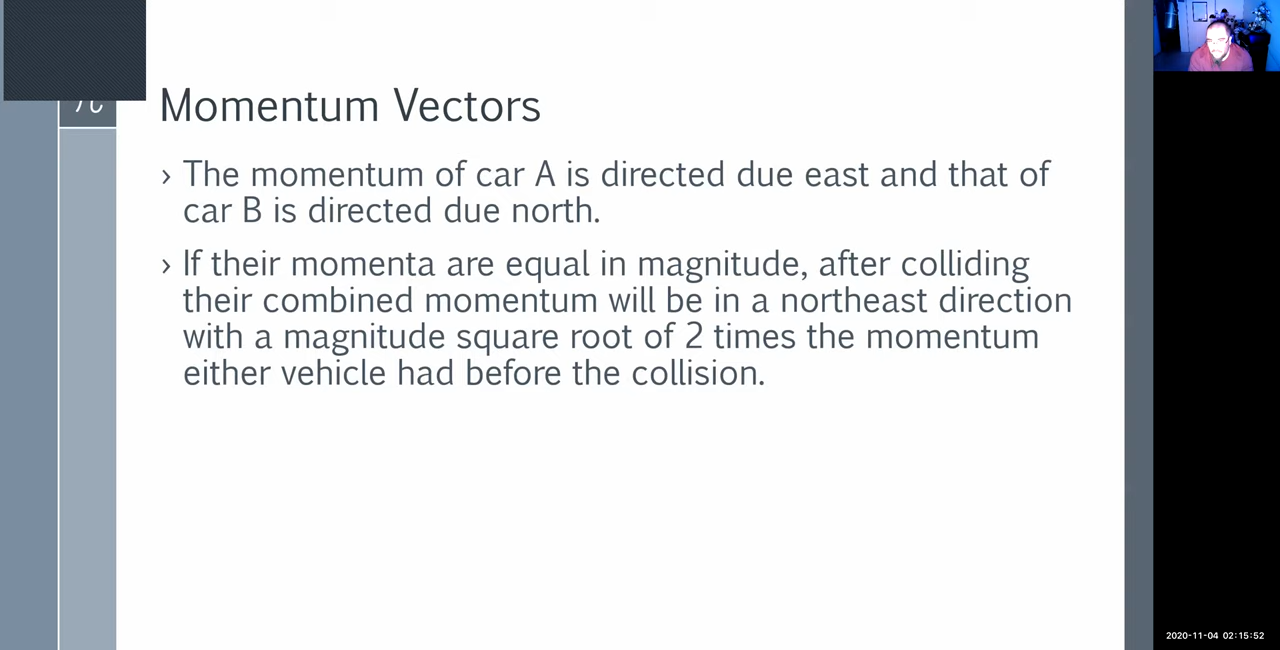 Momentum Vectors
› The momentum of car A is directed due east and that of
car B is directed due north.
› If their momenta are equal in magnitude, after colliding
their combined momentum will be in a northeast direction
with a magnitude square root of 2 times the momentum
either vehicle had before the collision.
2020-11-04 02:15:52